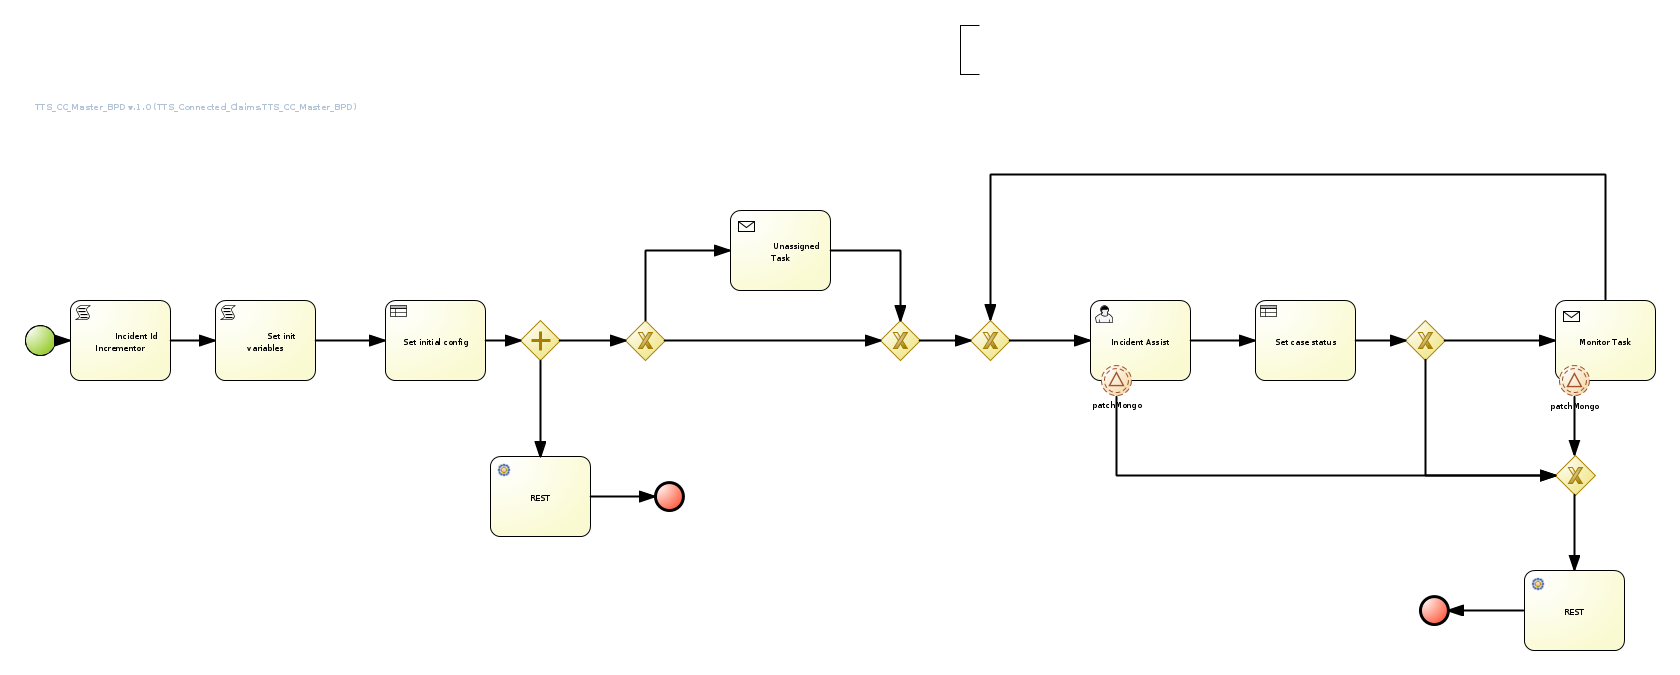 TTS_CC_Master_BPD v.1.0 (TTS_Connected_Claims.TTS_CC_Master_BPD)
Unassigned
Task
Incident Id
Incrementor
Set init
variables
Set initial config
Incident Assist
Set case status
Monitor Task
patchMongo
patchMongo
REST
REST